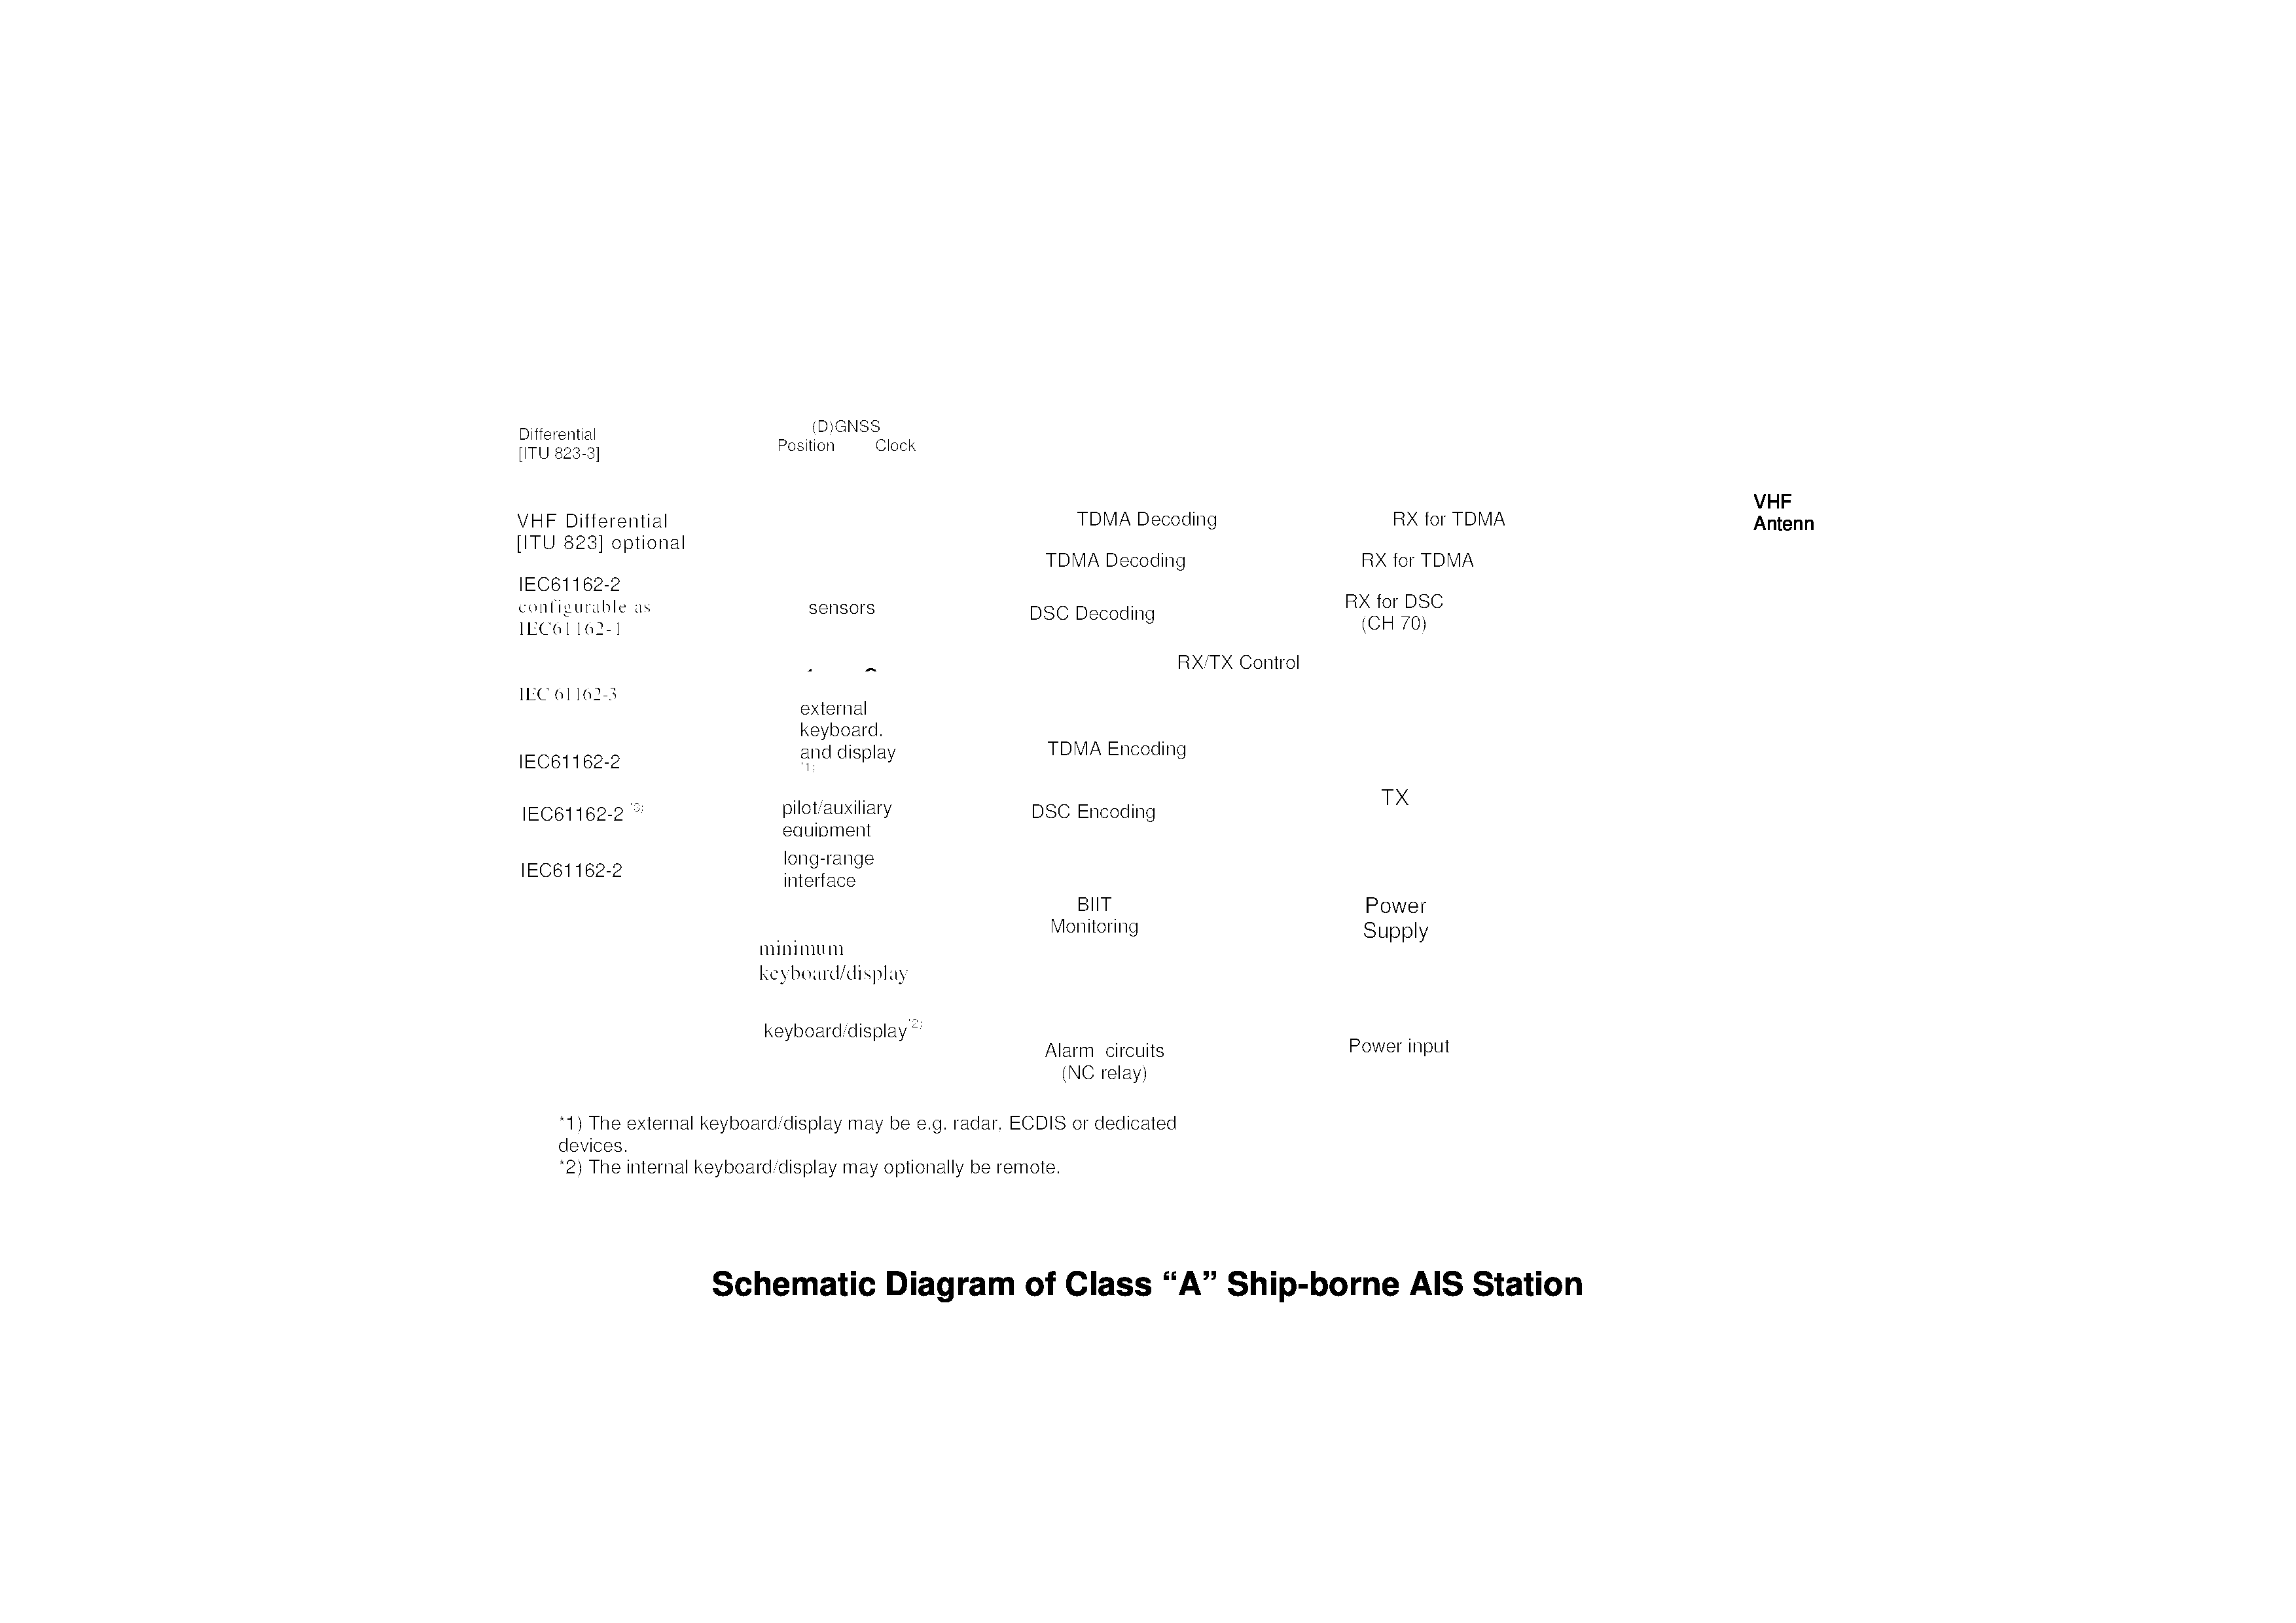 Differential
[ITU 823-3]
(D)GNSS
Position Clock
VHF Differential
[ITU 823] optional
IEC61162-2
configurable as
IEC61162-1
IEC 61162-3
IEC61162-2
IEC61162-2 *3)
IEC61162-2
sensors
external
keyboard.
and display
*1)
pilot/auxiliary
equipment
long-range
interface
minimum
keyboard/display
keyboard/display*2)
TDMA Decoding
TDMA Decoding
DSC Decoding
RX/TX Control
TDMA Encoding
DSC Encoding
BIIT
Monitoring
Alarm circuits
(NC relay)
RX for TDMA
RX for TDMA
RX for DSC
(CH 70)
TX
Power
Supply
Power input
VHF
Antenn
*1) The external keyboard/display may be e.g. radar, ECDIS or dedicated
devices.
*2) The internal keyboard/display may optionally be remote.
Schematic Diagram of Class “A” Ship-borne AIS Station